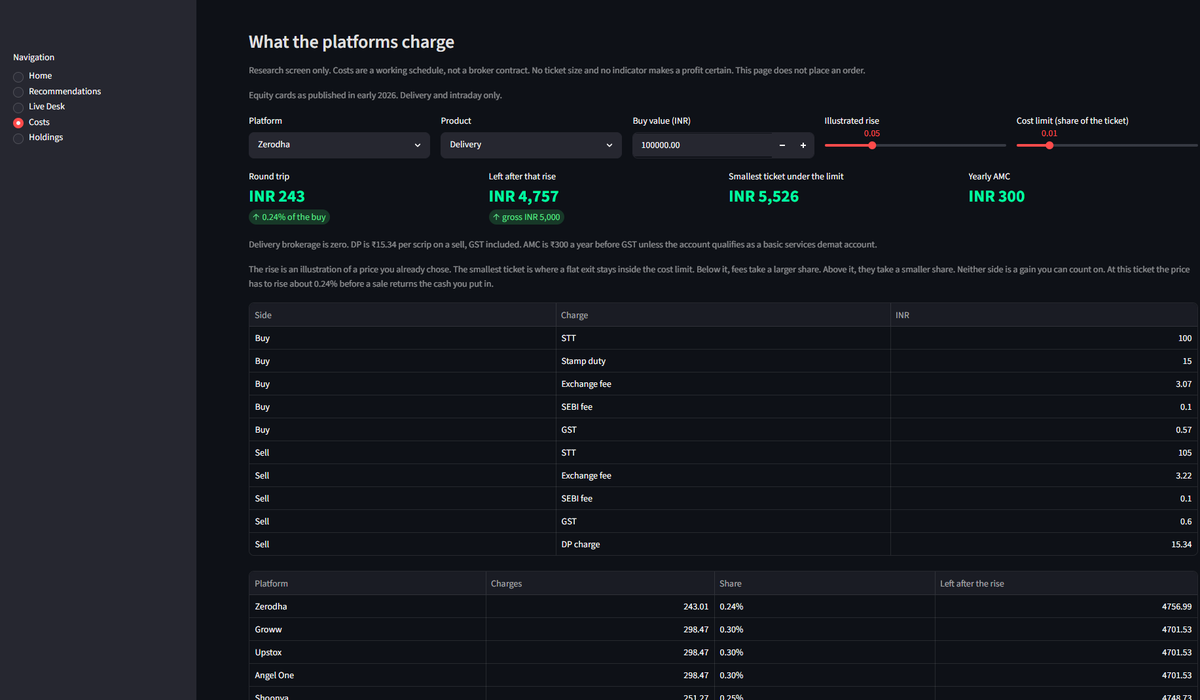 Navigation
Home
Recommendations
Live Desk
Costs
Holdings
What the platforms charge
Research screen only. Costs are a working schedule, not a broker contract. No ticket size and no indicator makes a profit certain. This page does not place an order.
Equity cards as published in early 2026. Delivery and intraday only.
Platform Product Buy value (INR) Illustrated rise Cost limit (share of the ticket)
0.05 0.01
Zerodha Delivery 100000.00 − +
Round trip Left after that rise Smallest ticket under the limit Yearly AMC
INR 243 INR 4,757 INR 5,526 INR 300
↑ 0.24% of the buy ↑ gross INR 5,000
Delivery brokerage is zero. DP is ₹15.34 per scrip on a sell, GST included. AMC is ₹300 a year before GST unless the account qualifies as a basic services demat account.
The rise is an illustration of a price you already chose. The smallest ticket is where a flat exit stays inside the cost limit. Below it, fees take a larger share. Above it, they take a smaller share. Neither side is a gain you can count on. At this ticket the price
has to rise about 0.24% before a sale returns the cash you put in.
Side Charge INR
Buy STT 100
Buy Stamp duty 15
Buy Exchange fee 3.07
Buy SEBI fee 0.1
Buy GST 0.57
Sell STT 105
Sell Exchange fee 3.22
Sell SEBI fee 0.1
Sell GST 0.6
Sell DP charge 15.34
Platform Charges Share Left after the rise
Zerodha 243.01 0.24% 4756.99
Groww 298.47 0.30% 4701.53
Upstox 298.47 0.30% 4701.53
Angel One 298.47 0.30% 4701.53
Shoonya 251.27 0.25% 4748.73